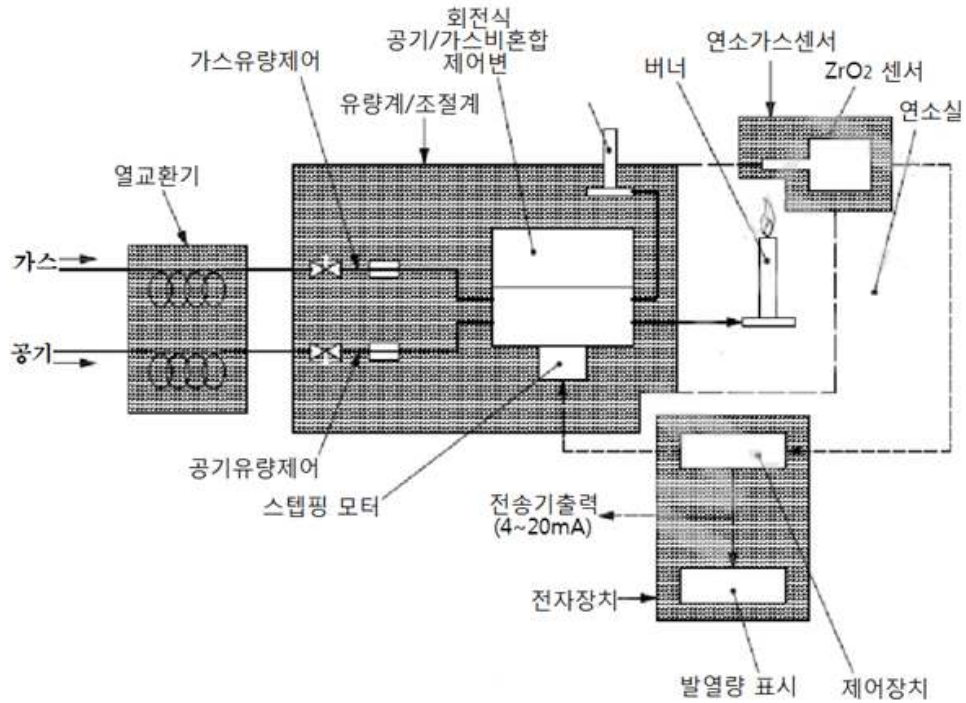 회전식
공기/가스비혼합
제어변
가스유량제어
유량계/조절계
열교환기
가스
공기
공기유량제어
스텝핑 모터
버너
연소가스센서
ZrO2 센서
연소실
전송기출력
(4~20mA)
전자장치
발열량 표시
제어장치